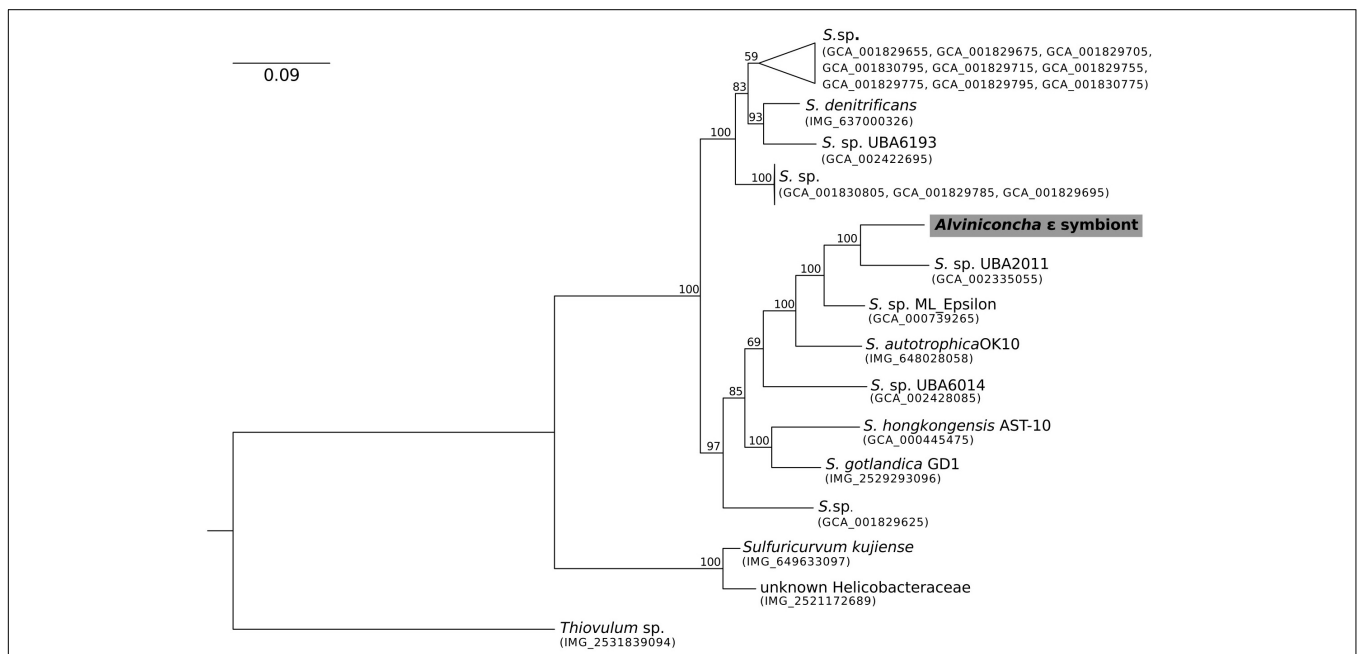 S.sp.
(GCA_001829655, GCA_001829675, GCA_001829705,
GCA_001830795, GCA_001829715, GCA_001829755,
GCA_001829775, GCA_001829795, GCA_001830775)
0.09
59
83
S. denitrificans
(IMG_637000326)
93
100
S. sp. UBA6193
(GCA_002422695)
100
S. sp.
(GCA_001830805, GCA_001829785, GCA_001829695)
Alviniconcha ε symbiont
100
S. sp. UBA2011
(GCA_002335055)
100
100
S. sp. ML_Epsilon
(GCA_000739265)
100
S. autotrophicaOK10
(IMG_648028058)
69
S. sp. UBA6014
(GCA_002428085)
85
S. hongkongensis AST-10
(GCA_000445475)
100
97
S. gotlandica GD1
(IMG_2529293096)
S.sp.
(GCA_001829625)
Sulfuricurvum kujiense
(IMG_649633097)
100
unknown Helicobacteraceae
(IMG_2521172689)
Thiovulum sp.
(IMG_2531839094)